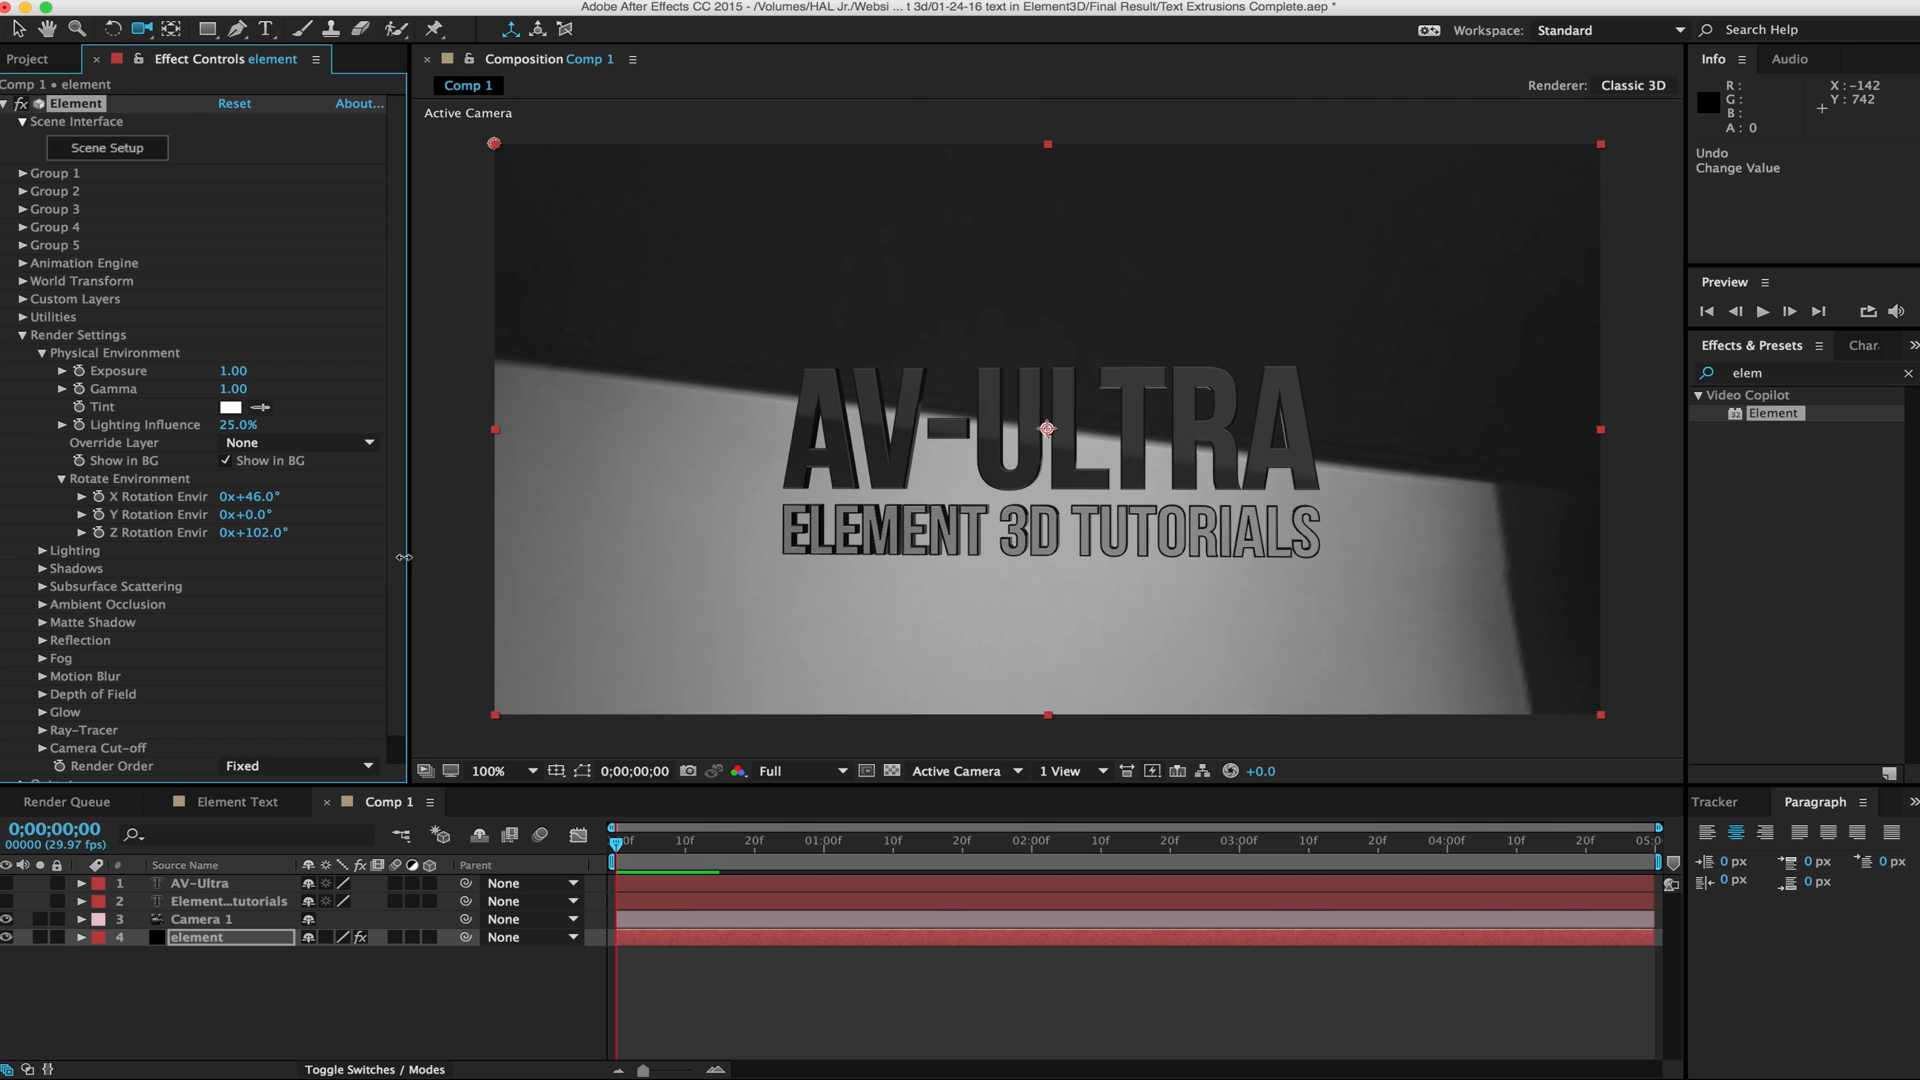 Adobe After Effects CC 2015 - /Volumes/HAL Jr./Websi ... t 3d/01-24-16 text in Element3D/Final Result/Text Extrusions Complete.aep *
Workspace: Standard
Search Help
Project
Effect Controls element
Composition Comp 1
Info
Audio
Comp 1 • element
Comp 1
Renderer: Classic 3D
R :
G :
B :
A : 0
X : -142
Y : 742
fx Element
Reset
About...
Active Camera
Scene Interface
Scene Setup
Undo
Change Value
Group 1
Group 2
Group 3
Group 4
Group 5
Animation Engine
World Transform
Custom Layers
Utilities
Render Settings
Physical Environment
Exposure 1.00
Gamma 1.00
Tint
Lighting Influence 25.0%
Override Layer None
Show in BG Show in BG
Rotate Environment
X Rotation Envir 0x+46.0°
Y Rotation Envir 0x+0.0°
Z Rotation Envir 0x+102.0°
Lighting
Shadows
Subsurface Scattering
Ambient Occlusion
Matte Shadow
Reflection
Fog
Motion Blur
Depth of Field
Glow
Ray-Tracer
Camera Cut-off
Render Order Fixed
AV-ULTRA
ELEMENT 3D TUTORIALS
Preview
Effects & Presets
elem
Video Copilot
32
Element
100%
0;00;00;00
Full
Active Camera
1 View
+0.0
Render Queue
Element Text
Comp 1
Tracker
Paragraph
0;00;00;00
00000 (29.97 fps)
10f 20f 01:00f 10f 20f 02:00f 10f 20f 03:00f 10f 20f 04:00f 10f 20f
# Source Name fx Parent
1 T AV-Ultra None
2 T Element...tutorials None
3 Camera 1 None
4 element fx None
0 px 0 px 0 px
0 px 0 px
Toggle Switches / Modes